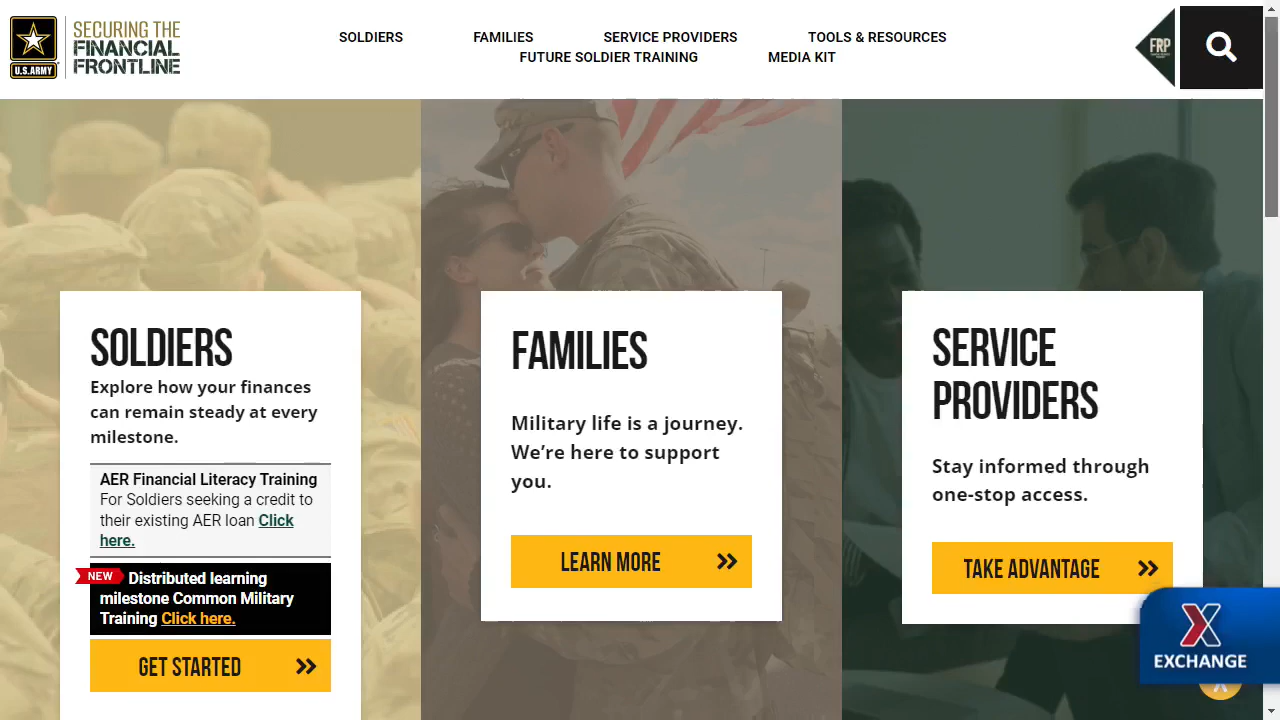 SECURING THE
FINANCIAL
FRONTLINE
U.S.ARMY
SOLDIERS
FAMILIES
SERVICE PROVIDERS
TOOLS & RESOURCES
FUTURE SOLDIER TRAINING
MEDIA KIT
FRP
SOLDIERS
Explore how your finances
can remain steady at every
milestone.
AER Financial Literacy Training
For Soldiers seeking a credit to
their existing AER loan Click
here.
NEW Distributed learning
milestone Common Military
Training Click here.
GET STARTED
FAMILIES
Military life is a journey.
We’re here to support
you.
LEARN MORE
SERVICE
PROVIDERS
Stay informed through
one-stop access.
TAKE ADVANTAGE
X
EXCHANGE